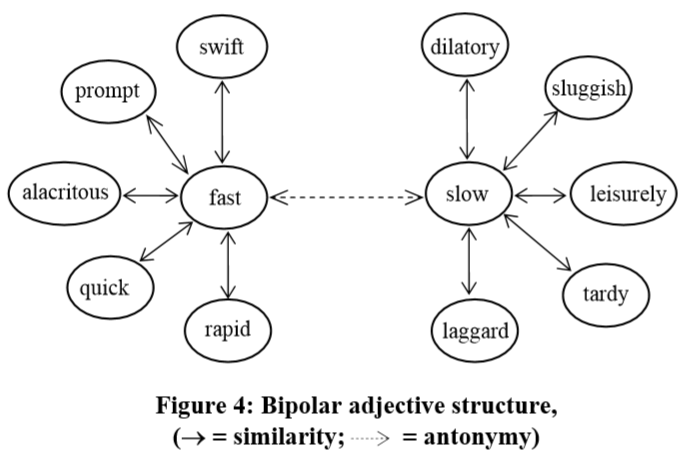 swift
dilatory
prompt
sluggish
alacritous
fast
slow
leisurely
quick
tardy
rapid
laggard
Figure 4: Bipolar adjective structure,
(→ = similarity; ┈> = antonymy)